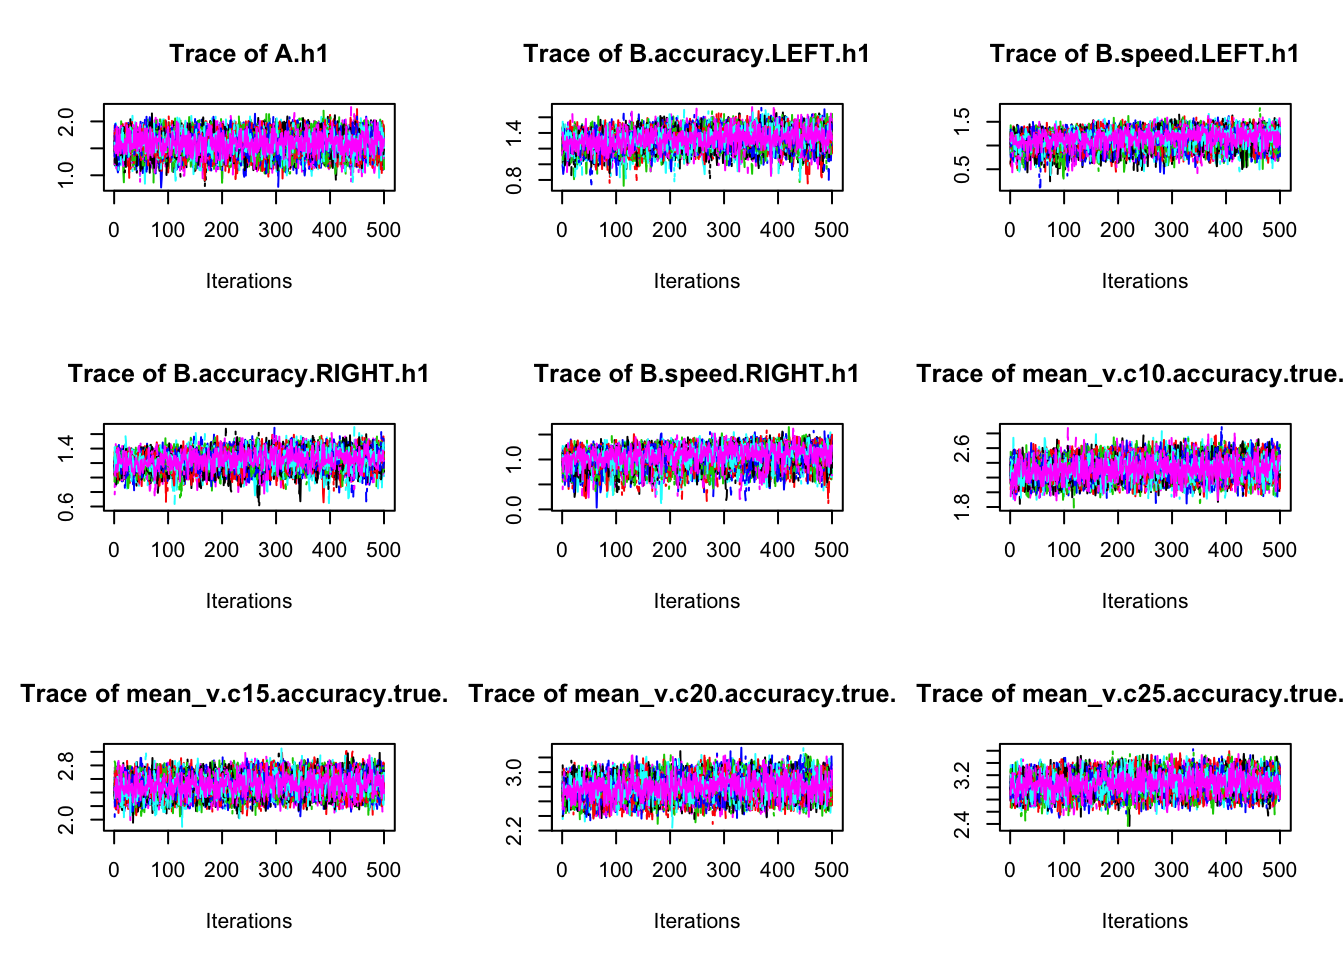 Trace of A.h1
2.0
1.0
0 100 200 300 400 500
Iterations
Trace of B.accuracy.LEFT.h1
1.4
0.8
0 100 200 300 400 500
Iterations
Trace of B.speed.LEFT.h1
1.5
0.5
0 100 200 300 400 500
Iterations
Trace of B.accuracy.RIGHT.h1
1.4
0.6
0 100 200 300 400 500
Iterations
Trace of B.speed.RIGHT.h1
1.0
0.0
0 100 200 300 400 500
Iterations
Trace of mean_v.c10.accuracy.true.
2.6
1.8
0 100 200 300 400 500
Iterations
Trace of mean_v.c15.accuracy.true.
2.8
2.0
0 100 200 300 400 500
Iterations
Trace of mean_v.c20.accuracy.true.
3.0
2.2
0 100 200 300 400 500
Iterations
Trace of mean_v.c25.accuracy.true.
3.2
2.4
0 100 200 300 400 500
Iterations